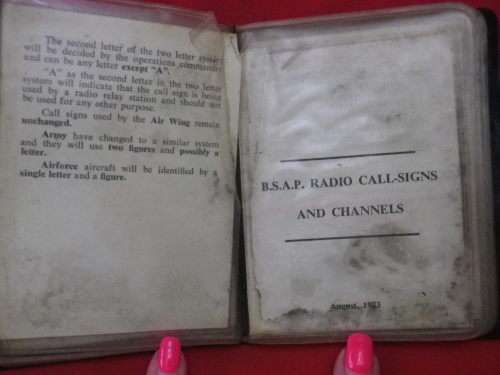 The second letter of the two letter system
will be decided by the operations commander
and can be any letter except "A".
"A" as the second letter in the two letter
system will indicate that the call sign is being
used by a radio relay station and should not
be used for any other purpose.
Call signs used by the Air Wing remain
unchanged.
Army have changed to a similar system
and they will use two figures and possibly a
letter.
Airforce aircraft will be identified by a
single letter and a figure.
B.S.A.P. RADIO CALL-SIGNS
AND CHANNELS
August, 1973